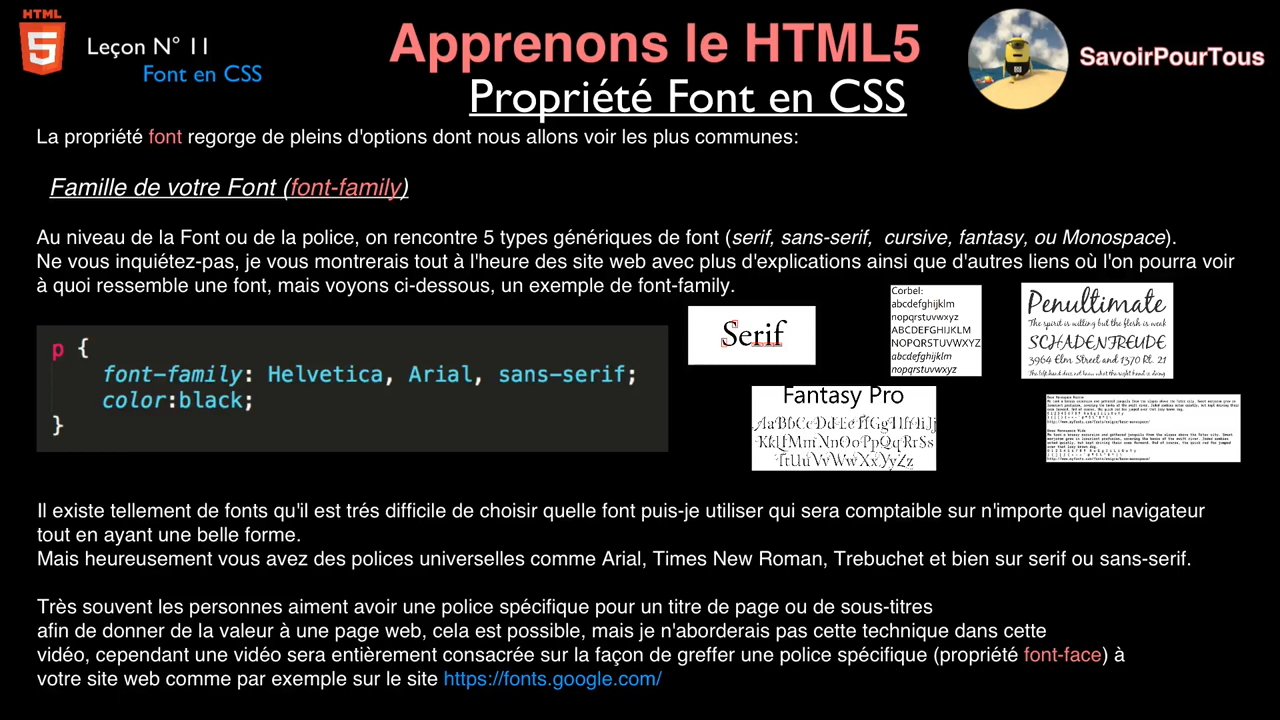 HTML
5
Leçon N° 11
Font en CSS
Apprenons le HTML5
Propriété Font en CSS
SavoirPourTous
La propriété font regorge de pleins d'options dont nous allons voir les plus communes:
Famille de votre Font (font-family)
Au niveau de la Font ou de la police, on rencontre 5 types génériques de font (serif, sans-serif, cursive, fantasy, ou Monospace).
Ne vous inquiétez-pas, je vous montrerais tout à l'heure des site web avec plus d'explications ainsi que d'autres liens où l'on pourra voir
à quoi ressemble une font, mais voyons ci-dessous, un exemple de font-family.
p {
font-family: Helvetica, Arial, sans-serif;
color:black;
}
Serif
Corbel:
abcdefghijklm
nopqrstuvwxyz
ABCDEFGHIJKLM
NOPQRSTUVWXYZ
abcdefghijklm
nopqrstuvwxyz
Penultimate
The spirit is willing but the flesh is weak
SCHADENFREUDE
3964 Elm Street and 1370 Rt. 21
The left hand does not know what the right hand is doing
Fantasy Pro
AaBbCcDdEeFfGgHhIiJj
KkLlMmNnOoPpQqRrSs
TtUuVvWwXxYyZz
Il existe tellement de fonts qu'il est trés difficile de choisir quelle font puis-je utiliser qui sera comptaible sur n'importe quel navigateur
tout en ayant une belle forme.
Mais heureusement vous avez des polices universelles comme Arial, Times New Roman, Trebuchet et bien sur serif ou sans-serif.
Très souvent les personnes aiment avoir une police spécifique pour un titre de page ou de sous-titres
afin de donner de la valeur à une page web, cela est possible, mais je n'aborderais pas cette technique dans cette
vidéo, cependant une vidéo sera entièrement consacrée sur la façon de greffer une police spécifique (propriété font-face) à
votre site web comme par exemple sur le site https://fonts.google.com/